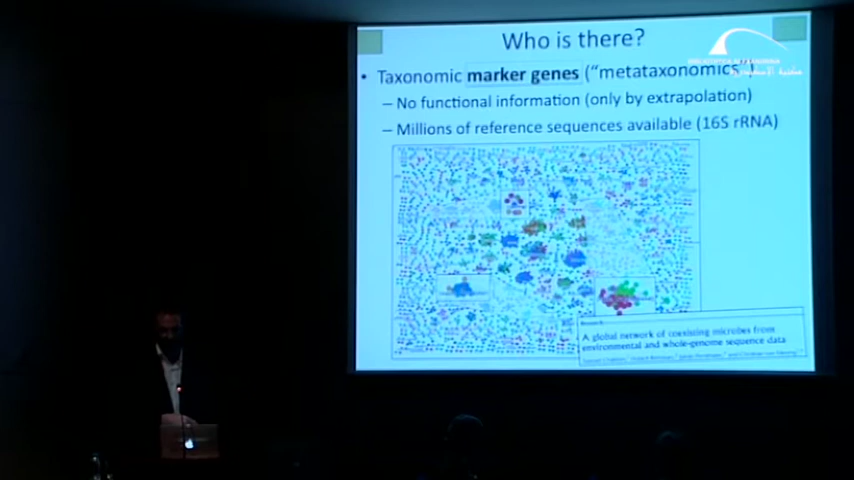 Who is there?
• Taxonomic marker genes ("metataxonomics")
– No functional information (only by extrapolation)
– Millions of reference sequences available (16S rRNA)
Research
A global network of coexisting microbes from
environmental and whole-genome sequence data